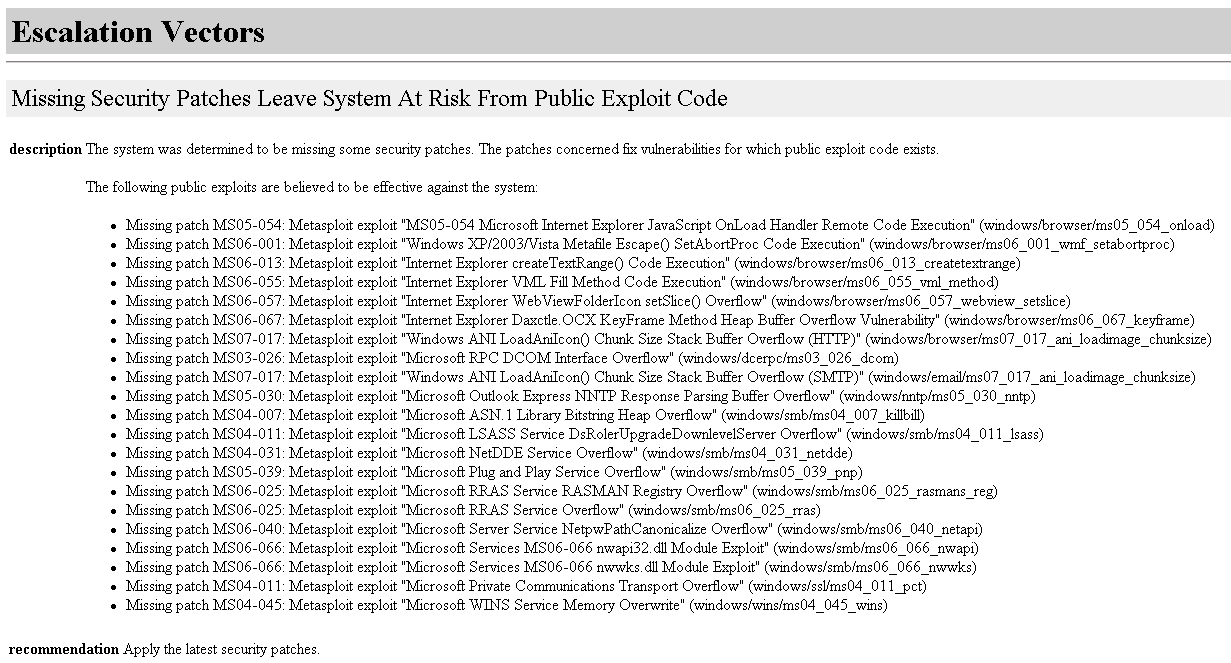 Escalation Vectors
Missing Security Patches Leave System At Risk From Public Exploit Code
description The system was determined to be missing some security patches. The patches concerned fix vulnerabilities for which public exploit code exists.
The following public exploits are believed to be effective against the system:
• Missing patch MS05-054: Metasploit exploit "MS05-054 Microsoft Internet Explorer JavaScript OnLoad Handler Remote Code Execution" (windows/browser/ms05_054_onload)
• Missing patch MS06-001: Metasploit exploit "Windows XP/2003/Vista Metafile Escape() SetAbortProc Code Execution" (windows/browser/ms06_001_wmf_setabortproc)
• Missing patch MS06-013: Metasploit exploit "Internet Explorer createTextRange() Code Execution" (windows/browser/ms06_013_createtextrange)
• Missing patch MS06-055: Metasploit exploit "Internet Explorer VML Fill Method Code Execution" (windows/browser/ms06_055_vml_method)
• Missing patch MS06-057: Metasploit exploit "Internet Explorer WebViewFolderIcon setSlice() Overflow" (windows/browser/ms06_057_webview_setslice)
• Missing patch MS06-067: Metasploit exploit "Internet Explorer Daxctle.OCX KeyFrame Method Heap Buffer Overflow Vulnerability" (windows/browser/ms06_067_keyframe)
• Missing patch MS07-017: Metasploit exploit "Windows ANI LoadAniIcon() Chunk Size Stack Buffer Overflow (HTTP)" (windows/browser/ms07_017_ani_loadimage_chunksize)
• Missing patch MS03-026: Metasploit exploit "Microsoft RPC DCOM Interface Overflow" (windows/dcerpc/ms03_026_dcom)
• Missing patch MS07-017: Metasploit exploit "Windows ANI LoadAniIcon() Chunk Size Stack Buffer Overflow (SMTP)" (windows/email/ms07_017_ani_loadimage_chunksize)
• Missing patch MS05-030: Metasploit exploit "Microsoft Outlook Express NNTP Response Parsing Buffer Overflow" (windows/nntp/ms05_030_nntp)
• Missing patch MS04-007: Metasploit exploit "Microsoft ASN.1 Library Bitstring Heap Overflow" (windows/smb/ms04_007_killbill)
• Missing patch MS04-011: Metasploit exploit "Microsoft LSASS Service DsRolerUpgradeDownlevelServer Overflow" (windows/smb/ms04_011_lsass)
• Missing patch MS04-031: Metasploit exploit "Microsoft NetDDE Service Overflow" (windows/smb/ms04_031_netdde)
• Missing patch MS05-039: Metasploit exploit "Microsoft Plug and Play Service Overflow" (windows/smb/ms05_039_pnp)
• Missing patch MS06-025: Metasploit exploit "Microsoft RRAS Service RASMAN Registry Overflow" (windows/smb/ms06_025_rasmans_reg)
• Missing patch MS06-025: Metasploit exploit "Microsoft RRAS Service Overflow" (windows/smb/ms06_025_rras)
• Missing patch MS06-040: Metasploit exploit "Microsoft Server Service NetpwPathCanonicalize Overflow" (windows/smb/ms06_040_netapi)
• Missing patch MS06-066: Metasploit exploit "Microsoft Services MS06-066 nwapi32.dll Module Exploit" (windows/smb/ms06_066_nwapi)
• Missing patch MS06-066: Metasploit exploit "Microsoft Services MS06-066 nwwks.dll Module Exploit" (windows/smb/ms06_066_nwwks)
• Missing patch MS04-011: Metasploit exploit "Microsoft Private Communications Transport Overflow" (windows/ssl/ms04_011_pct)
• Missing patch MS04-045: Metasploit exploit "Microsoft WINS Service Memory Overwrite" (windows/wins/ms04_045_wins)
recommendation Apply the latest security patches.